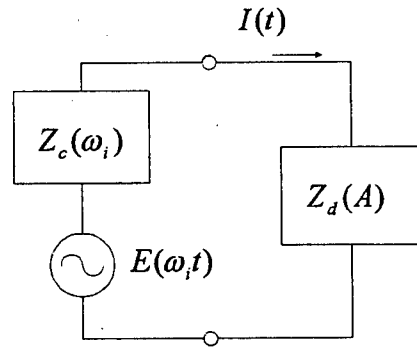 I(t)
Z_c(ω_i)
Z_d(A)
E(ω_i t)